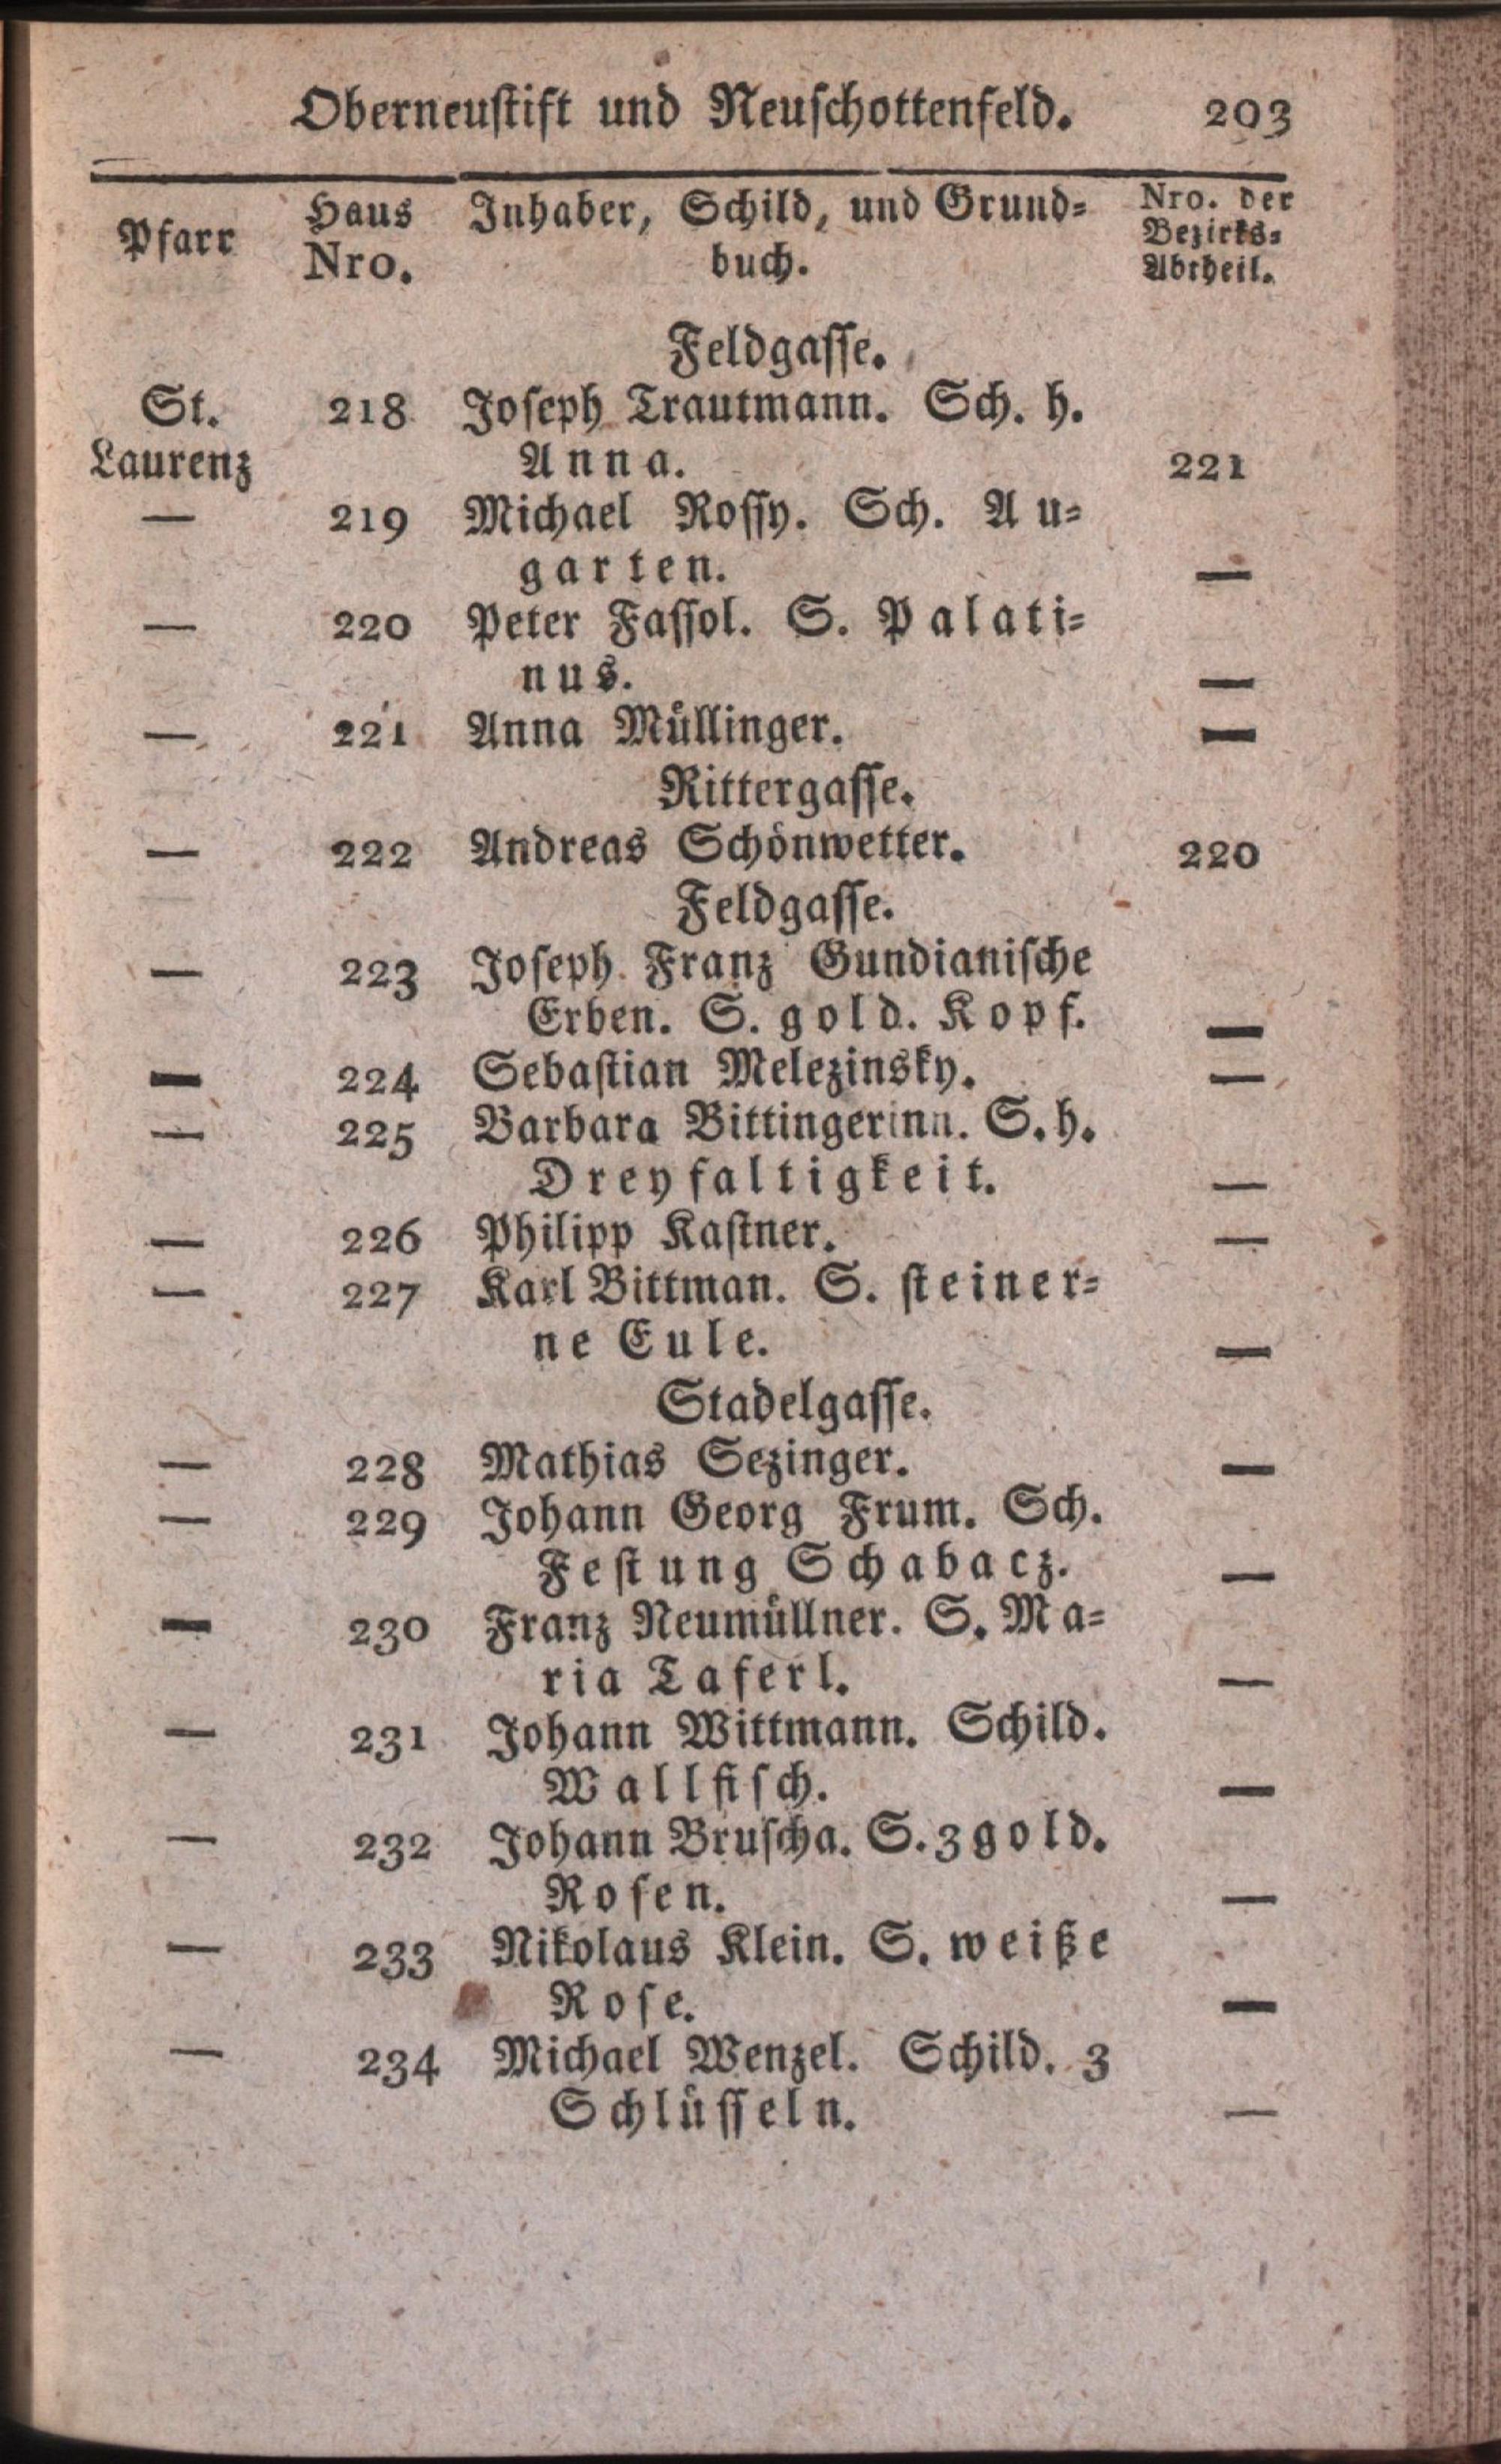 Oberneustift und Neuschottenfeld. 203
Pfarr Haus Nro. Inhaber, Schild, und Grund-
buch. Nro. der Bezirks-Abtheil.
Feldgasse.
St. 218 Joseph Trautmann. Sch. h.
Laurenz Anna. 221
— 219 Michael Rossy. Sch. Au-
garten. —
— 220 Peter Fassol. S. Palati-
nus. —
— 221 Anna Müllinger. —
Rittergasse.
— 222 Andreas Schönwetter. 220
Feldgasse.
— 223 Joseph Franz Gundianische
Erben. S. gold. Kopf. —
— 224 Sebastian Melezinsky. —
— 225 Barbara Bittingerinn. S. h.
Dreyfaltigkeit. —
— 226 Philipp Kastner. —
— 227 Karl Bittman. S. steiner-
ne Eule. —
Stadelgasse.
— 228 Mathias Sezinger. —
— 229 Johann Georg Frum. Sch.
Festung Schabacz. —
— 230 Franz Neumüllner. S. Ma-
ria Taferl. —
— 231 Johann Wittmann. Schild.
Wallfisch. —
— 232 Johann Bruscha. S. 3 gold.
Rosen. —
— 233 Nikolaus Klein. S. weiße
Rose. —
— 234 Michael Wenzel. Schild. 3
Schlüsseln. —